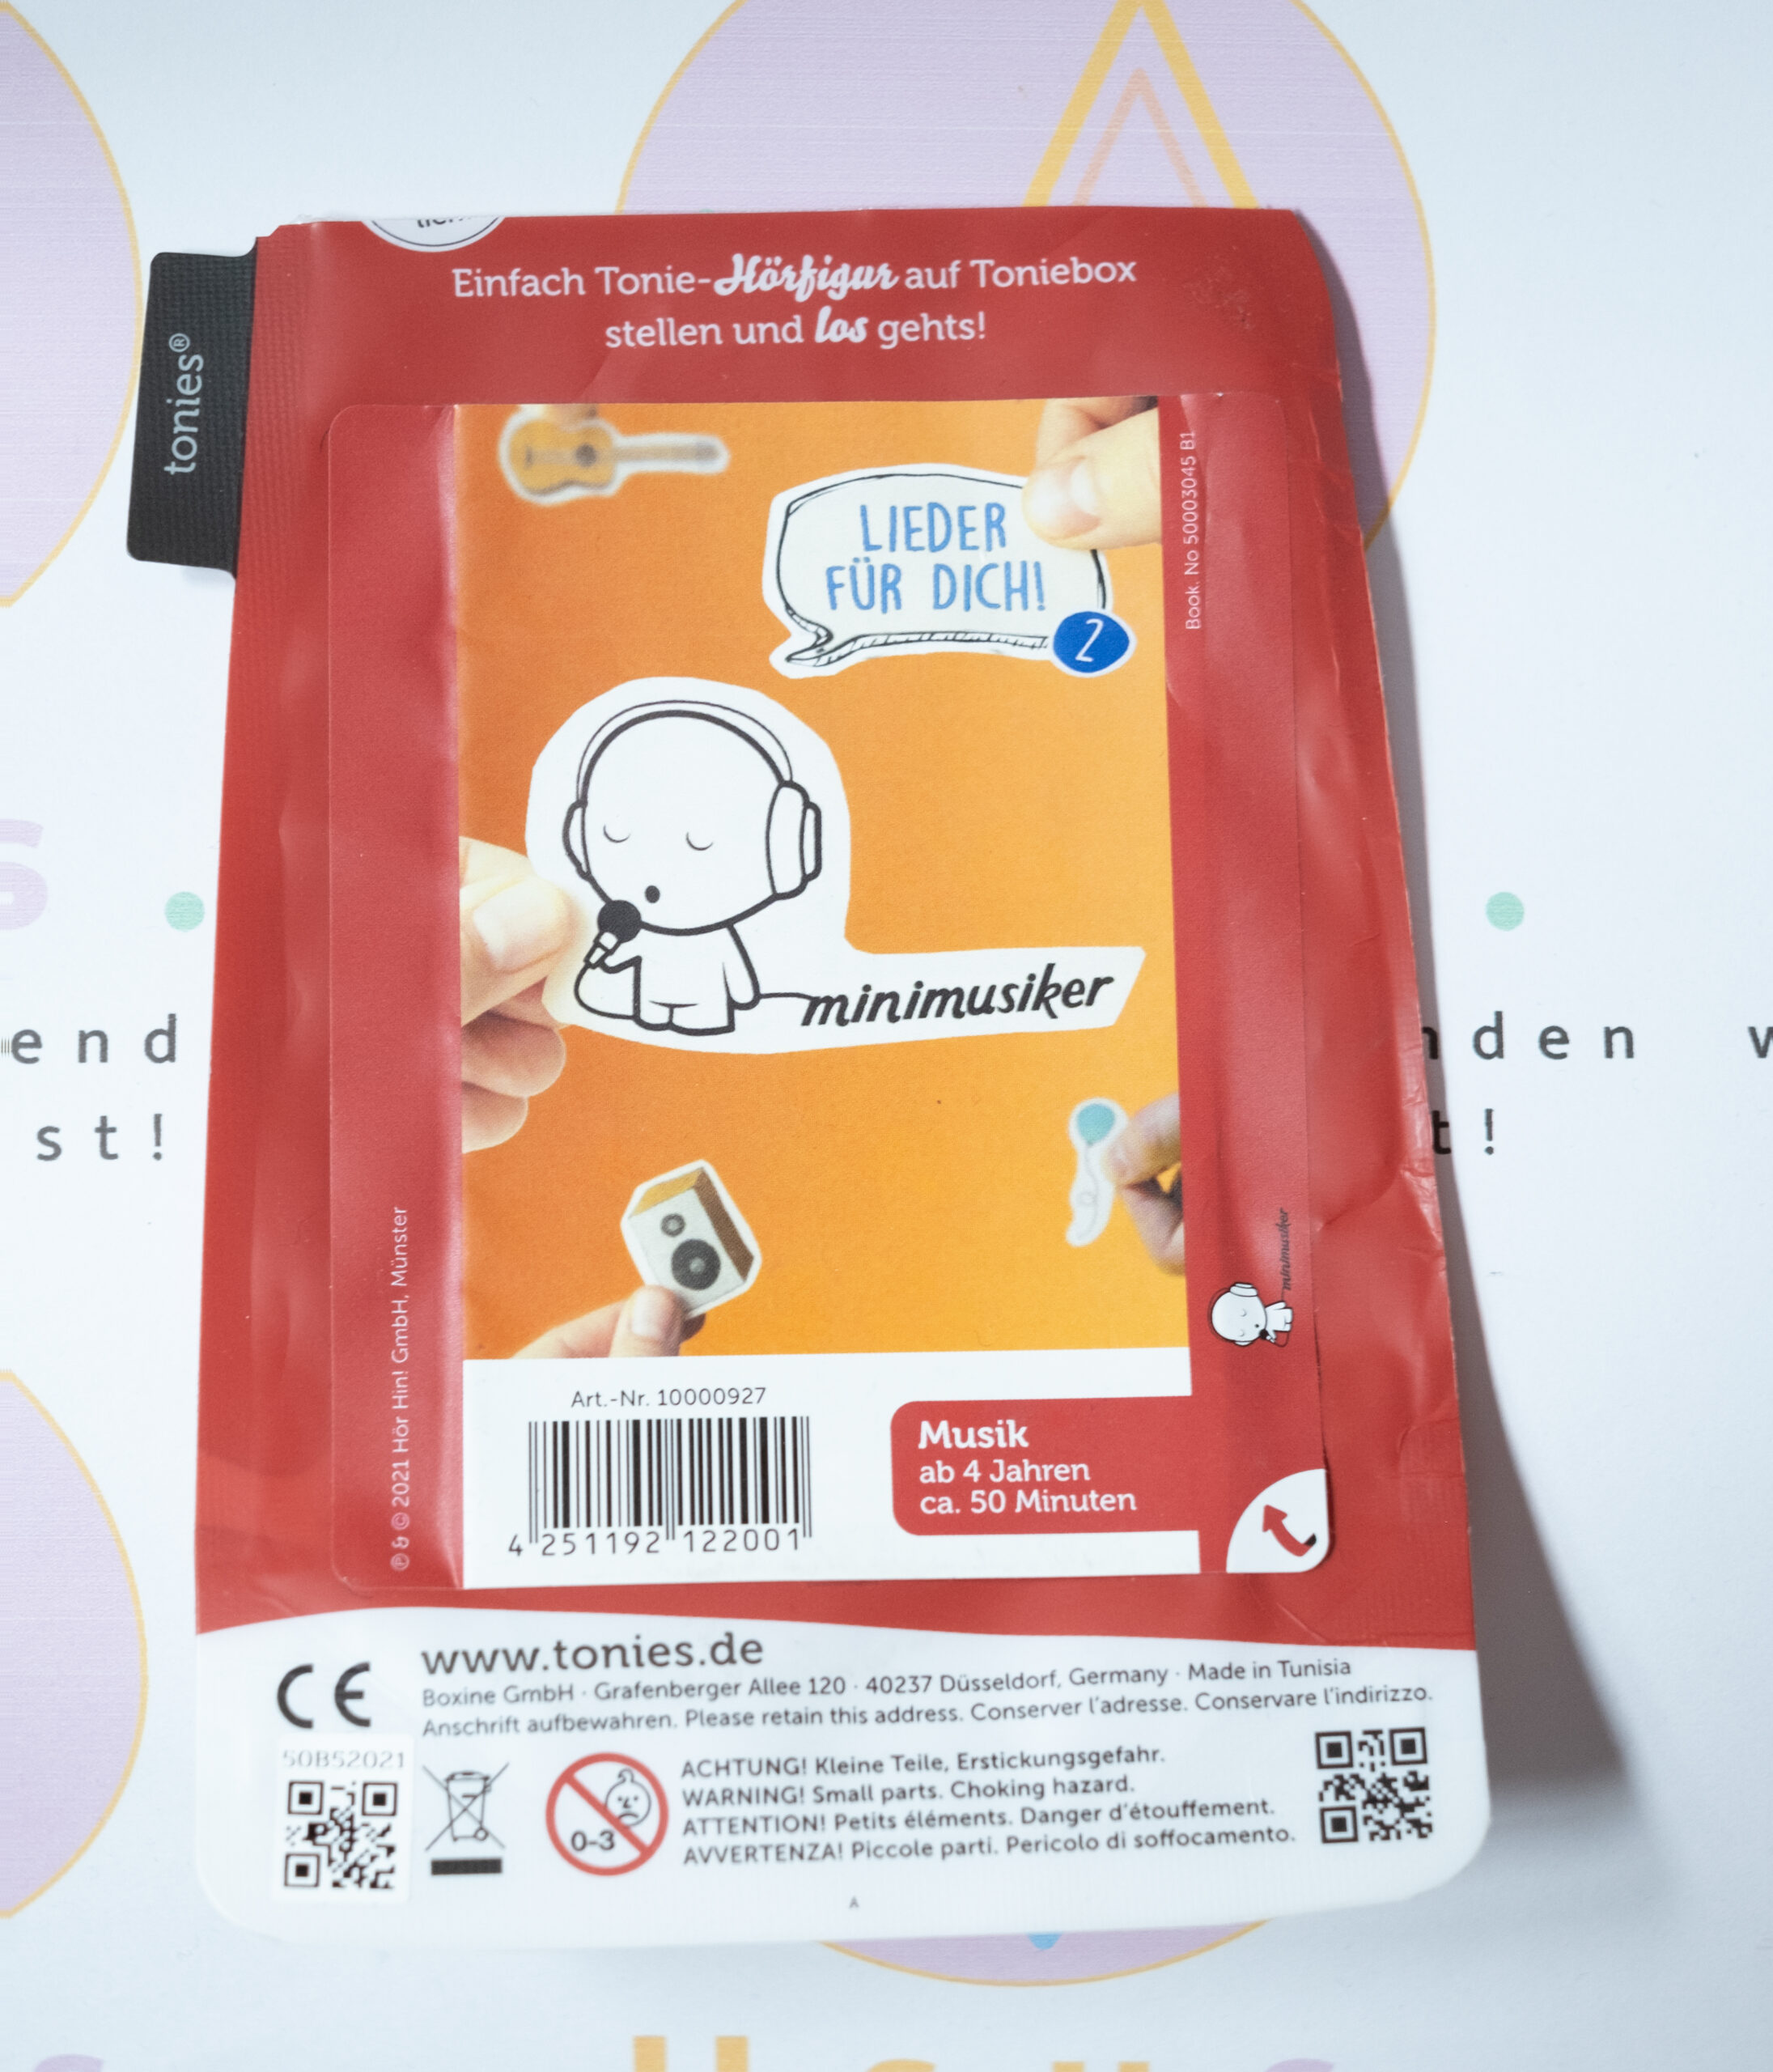 Einfach Tonie-Hörfigur auf Toniebox
stellen und los gehts!
tonies®
LIEDER
FÜR DICH!
2
Book. No 50003045 B1
minimusiker
minimusiker
℗ & © 2021 Hör Hin! GmbH, Münster
Art.-Nr. 10000927
4 251192 122001
Musik
ab 4 Jahren
ca. 50 Minuten
CE
www.tonies.de
Boxine GmbH · Grafenberger Allee 120 · 40237 Düsseldorf, Germany · Made in Tunisia
Anschrift aufbewahren. Please retain this address. Conserver l'adresse. Conservare l'indirizzo.
50B52021
0-3
ACHTUNG! Kleine Teile, Erstickungsgefahr.
WARNING! Small parts. Choking hazard.
ATTENTION! Petits éléments. Danger d'étouffement.
AVVERTENZA! Piccole parti. Pericolo di soffocamento.
A